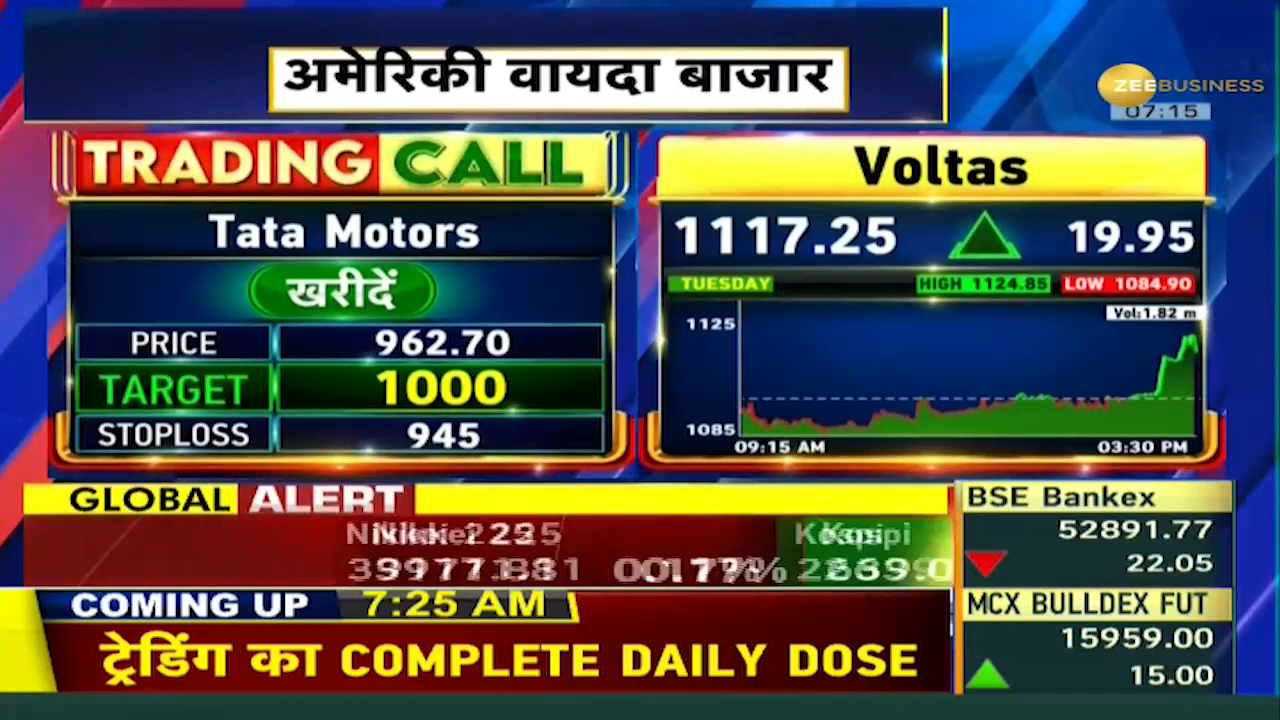 अमेरिकी वायदा बाजार
ZEEBUSINESS
07:15
TRADING CALL
Tata Motors
खरीदें
PRICE 962.70
TARGET 1000
STOPLOSS 945
Voltas
1117.25 19.95
TUESDAY HIGH 1124.85 LOW 1084.90
Vol:1.82 m
1125
1085
09:15 AM 03:30 PM
GLOBAL ALERT
COMING UP 7:25 AM
ट्रेडिंग का COMPLETE DAILY DOSE
BSE Bankex
52891.77
22.05
MCX BULLDEX FUT
15959.00
15.00